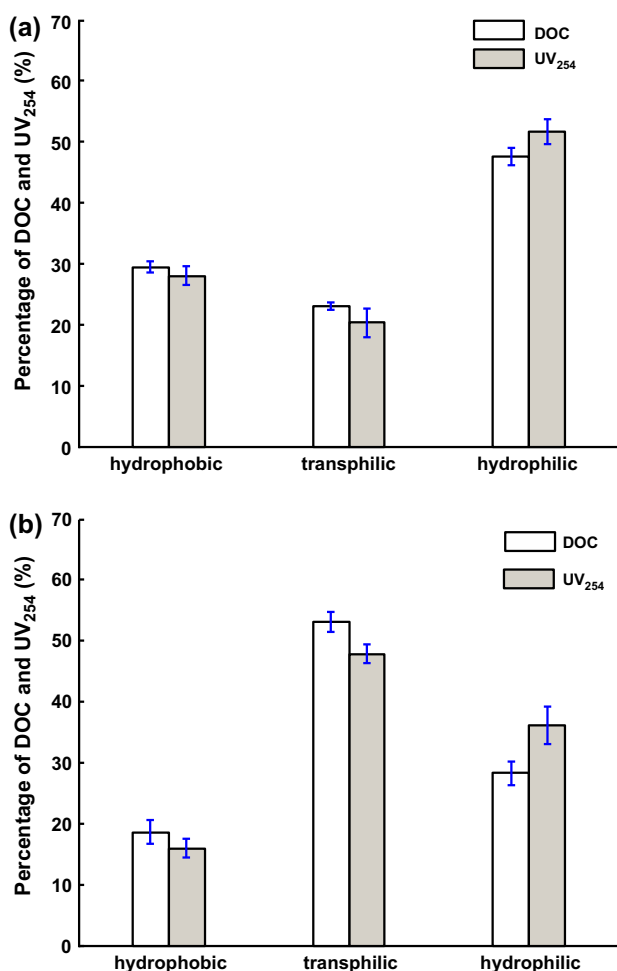 (a)
Percentage of DOC and UV254 (%)
70
60
50
40
30
20
10
0
DOC
UV254
hydrophobic transphilic hydrophilic
(b)
Percentage of DOC and UV254 (%)
70
60
50
40
30
20
10
0
DOC
UV254
hydrophobic transphilic hydrophilic